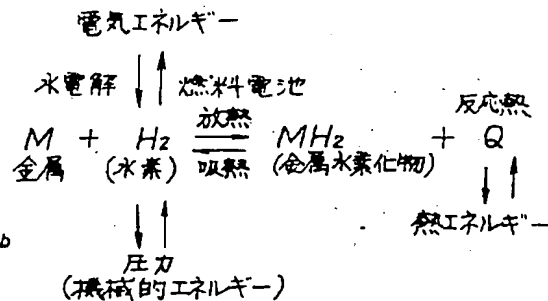 電気エネルギー
水電解 ↓ ↑ 燃料電池
放熱 反応熱
M + H2 ⇄ MH2 + Q
金属 (水素) 吸熱 (金属水素化物)
↓ ↑ ↓ ↑
熱エネルギー
b
圧力
(機械的エネルギー)